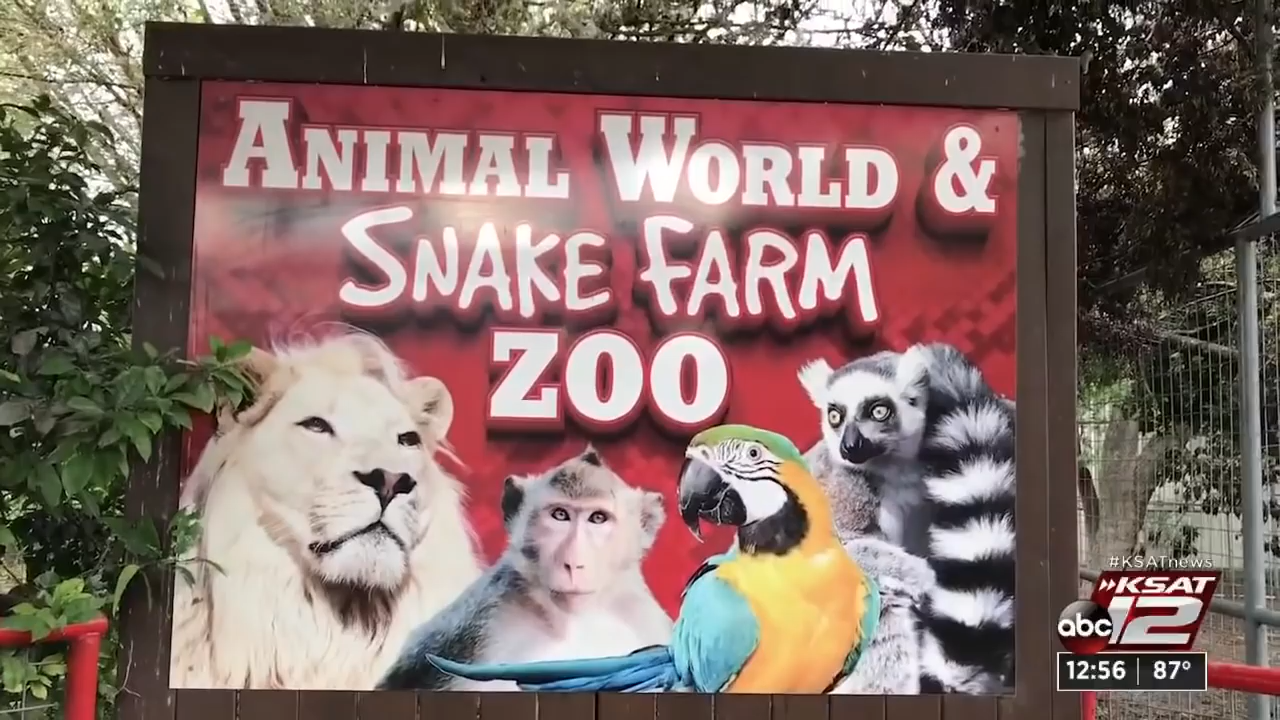 ANIMAL WORLD &
SNAKE FARM
ZOO
#KSATnews
KSAT
abc 12
12:56 | 87°